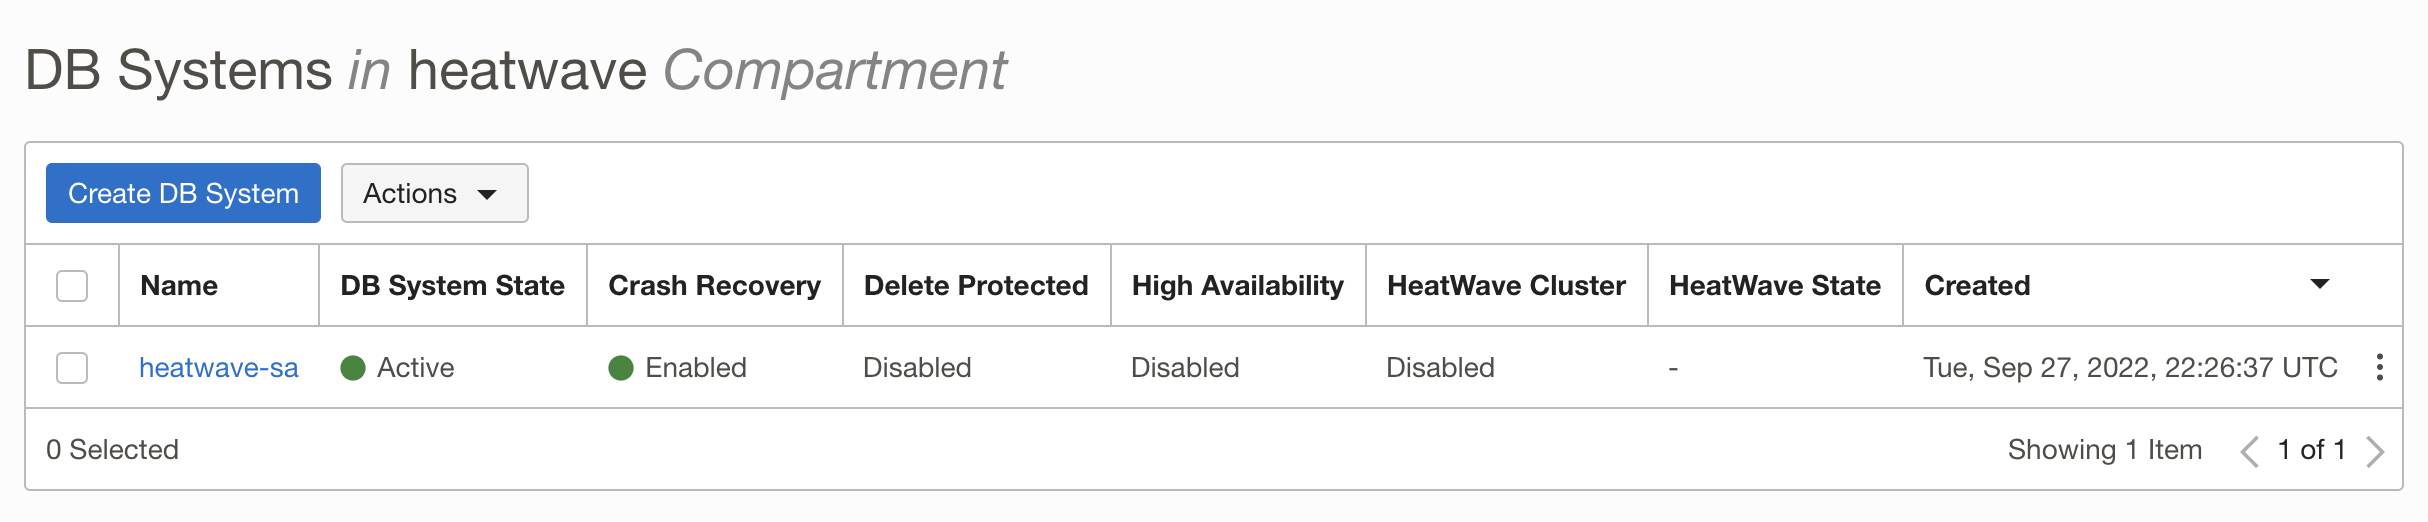 DB Systems in heatwave Compartment
Create DB System Actions
Name DB System State Crash Recovery Delete Protected High Availability HeatWave Cluster HeatWave State Created
heatwave-sa Active Enabled Disabled Disabled Disabled - Tue, Sep 27, 2022, 22:26:37 UTC
0 Selected Showing 1 Item 1 of 1